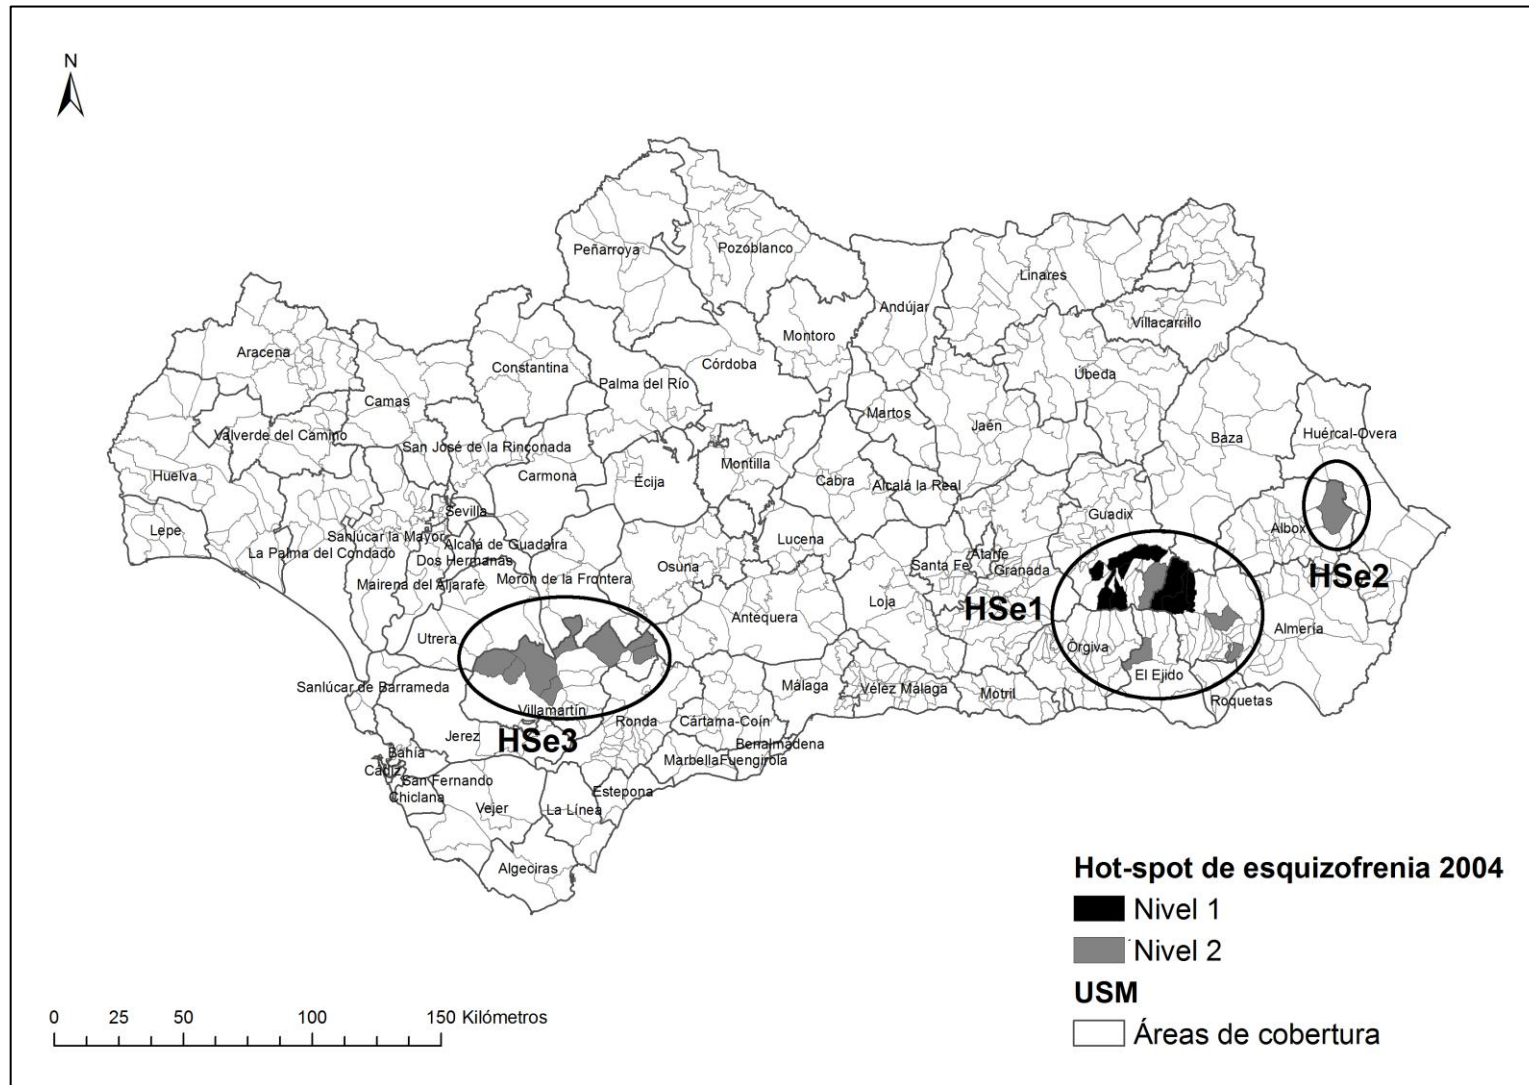 N
Peñarroya
Pozoblanco
Linares
Andújar
Villacarrillo
Montoro
Aracena
Constantina
Córdoba
Palma del Río
Úbeda
Camas
Martos
Jaén
Valverde del Camino
San José de la Rinconada
Baza
Huércal-Overa
Huelva
Carmona
Écija
Montilla
Cabra
Alcalá la Real
Sevilla
Guadix
Lepe
Albox
Sanlúcar la Mayor
La Palma del Condado
Alcalá de Guadaira
Lucena
Dos Hermanas
Atarfe
Santa Fe
Granada
Osuna
Mairena del Aljarafe
Morón de la Frontera
HSe2
Loja
HSe1
Antequera
Utrera
Almería
Órgiva
El Ejido
Sanlúcar de Barrameda
Málaga
Vélez Málaga
Motril
Roquetas
Villamartín
Ronda
Cártama-Coín
Jerez
HSe3
Benalmádena
Bahía
Marbella
Fuengirola
Cádiz
San Fernando
Chiclana
Estepona
Vejer
La Línea
Algeciras
Hot-spot de esquizofrenia 2004
Nivel 1
Nivel 2
USM
Áreas de cobertura
0 25 50 100 150 Kilómetros